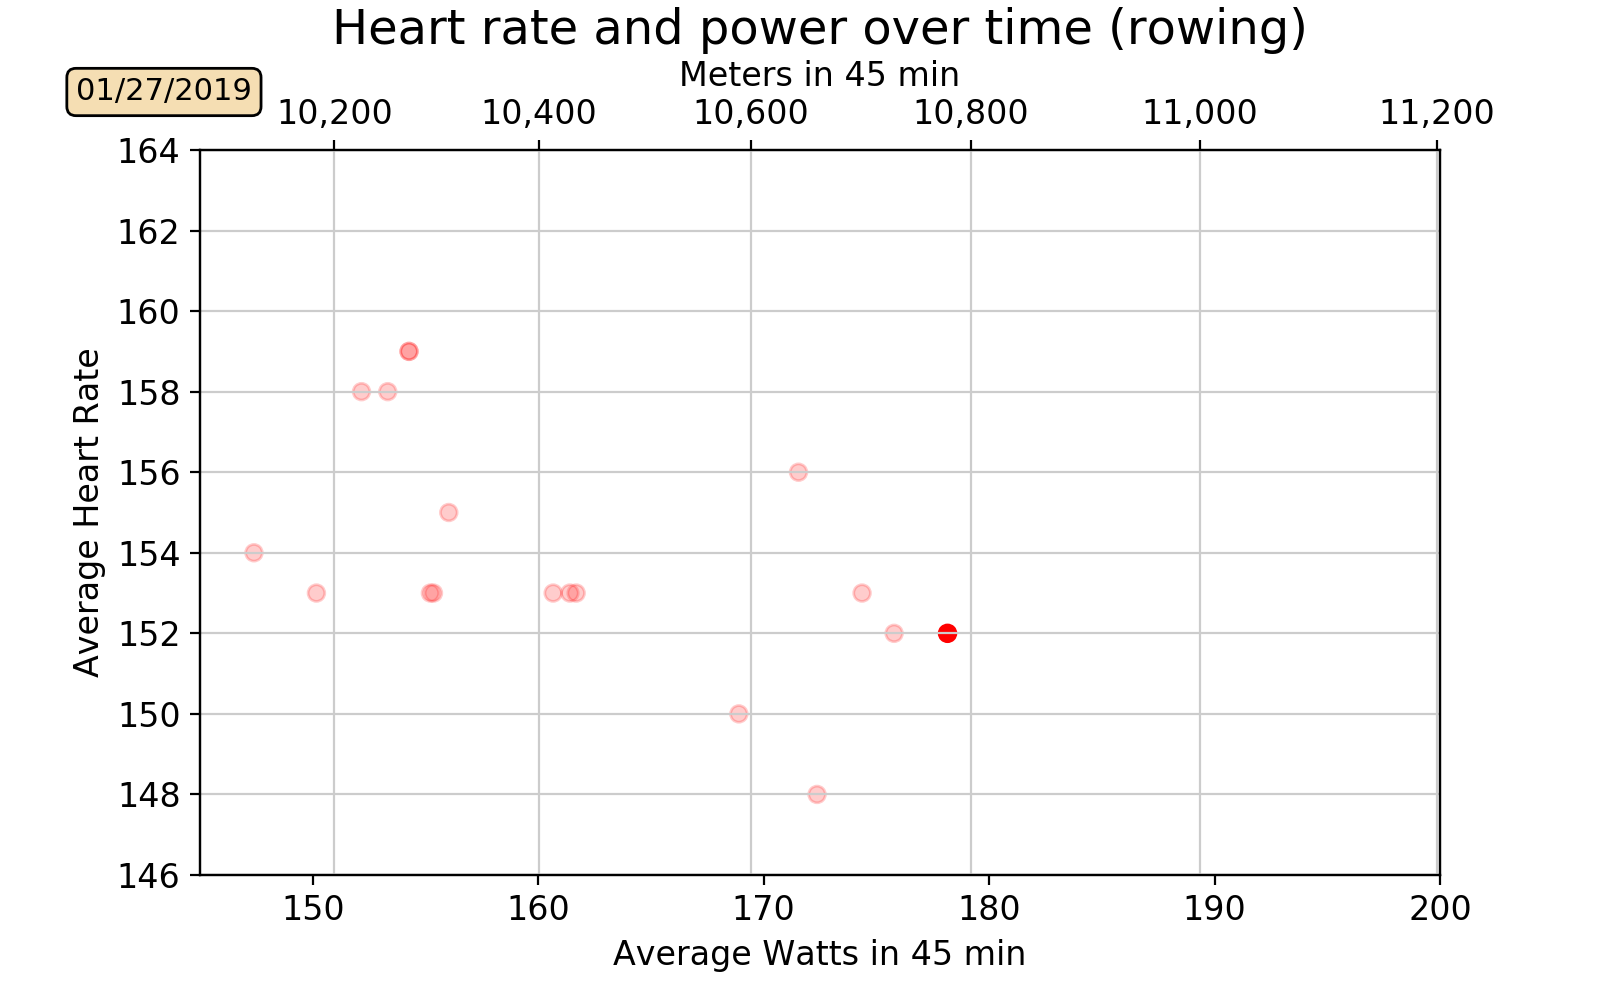 Heart rate and power over time (rowing)
Meters in 45 min
01/27/2019
10,200 10,400 10,600 10,800 11,000 11,200
164
162
160
158
156
154
152
150
148
146
Average Heart Rate
150 160 170 180 190 200
Average Watts in 45 min